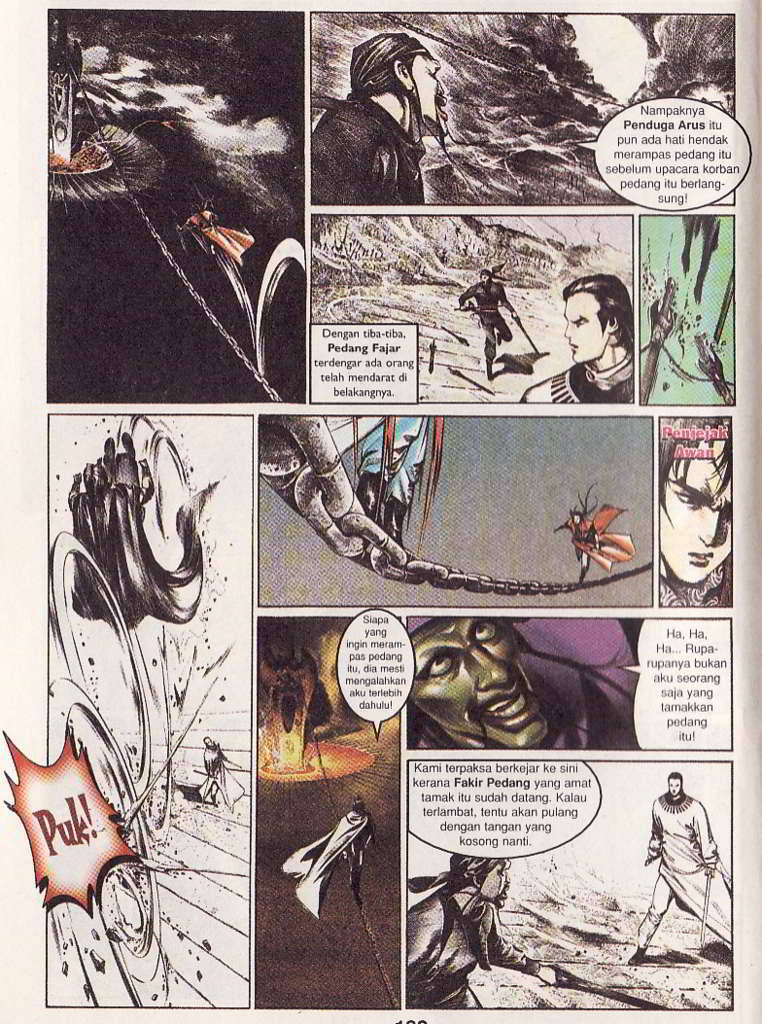 Nampaknya
Penduga Arus itu
pun ada hati hendak
merampas pedang itu
sebelum upacara korban
pedang itu berlang-
sung!
Dengan tiba-tiba,
Pedang Fajar
terdengar ada orang
telah mendarat di
belakangnya.
Penjejak
Awan
Puk!
Siapa
yang
ingin meram-
pas pedang
itu, dia mesti
mengalahkan
aku terlebih
dahulu!
Ha, Ha,
Ha... Rupa-
rupanya bukan
aku seorang
saja yang
tamakkan
pedang
itu!
Kami terpaksa berkejar ke sini
kerana Fakir Pedang yang amat
tamak itu sudah datang. Kalau
terlambat, tentu akan pulang
dengan tangan yang
kosong nanti.